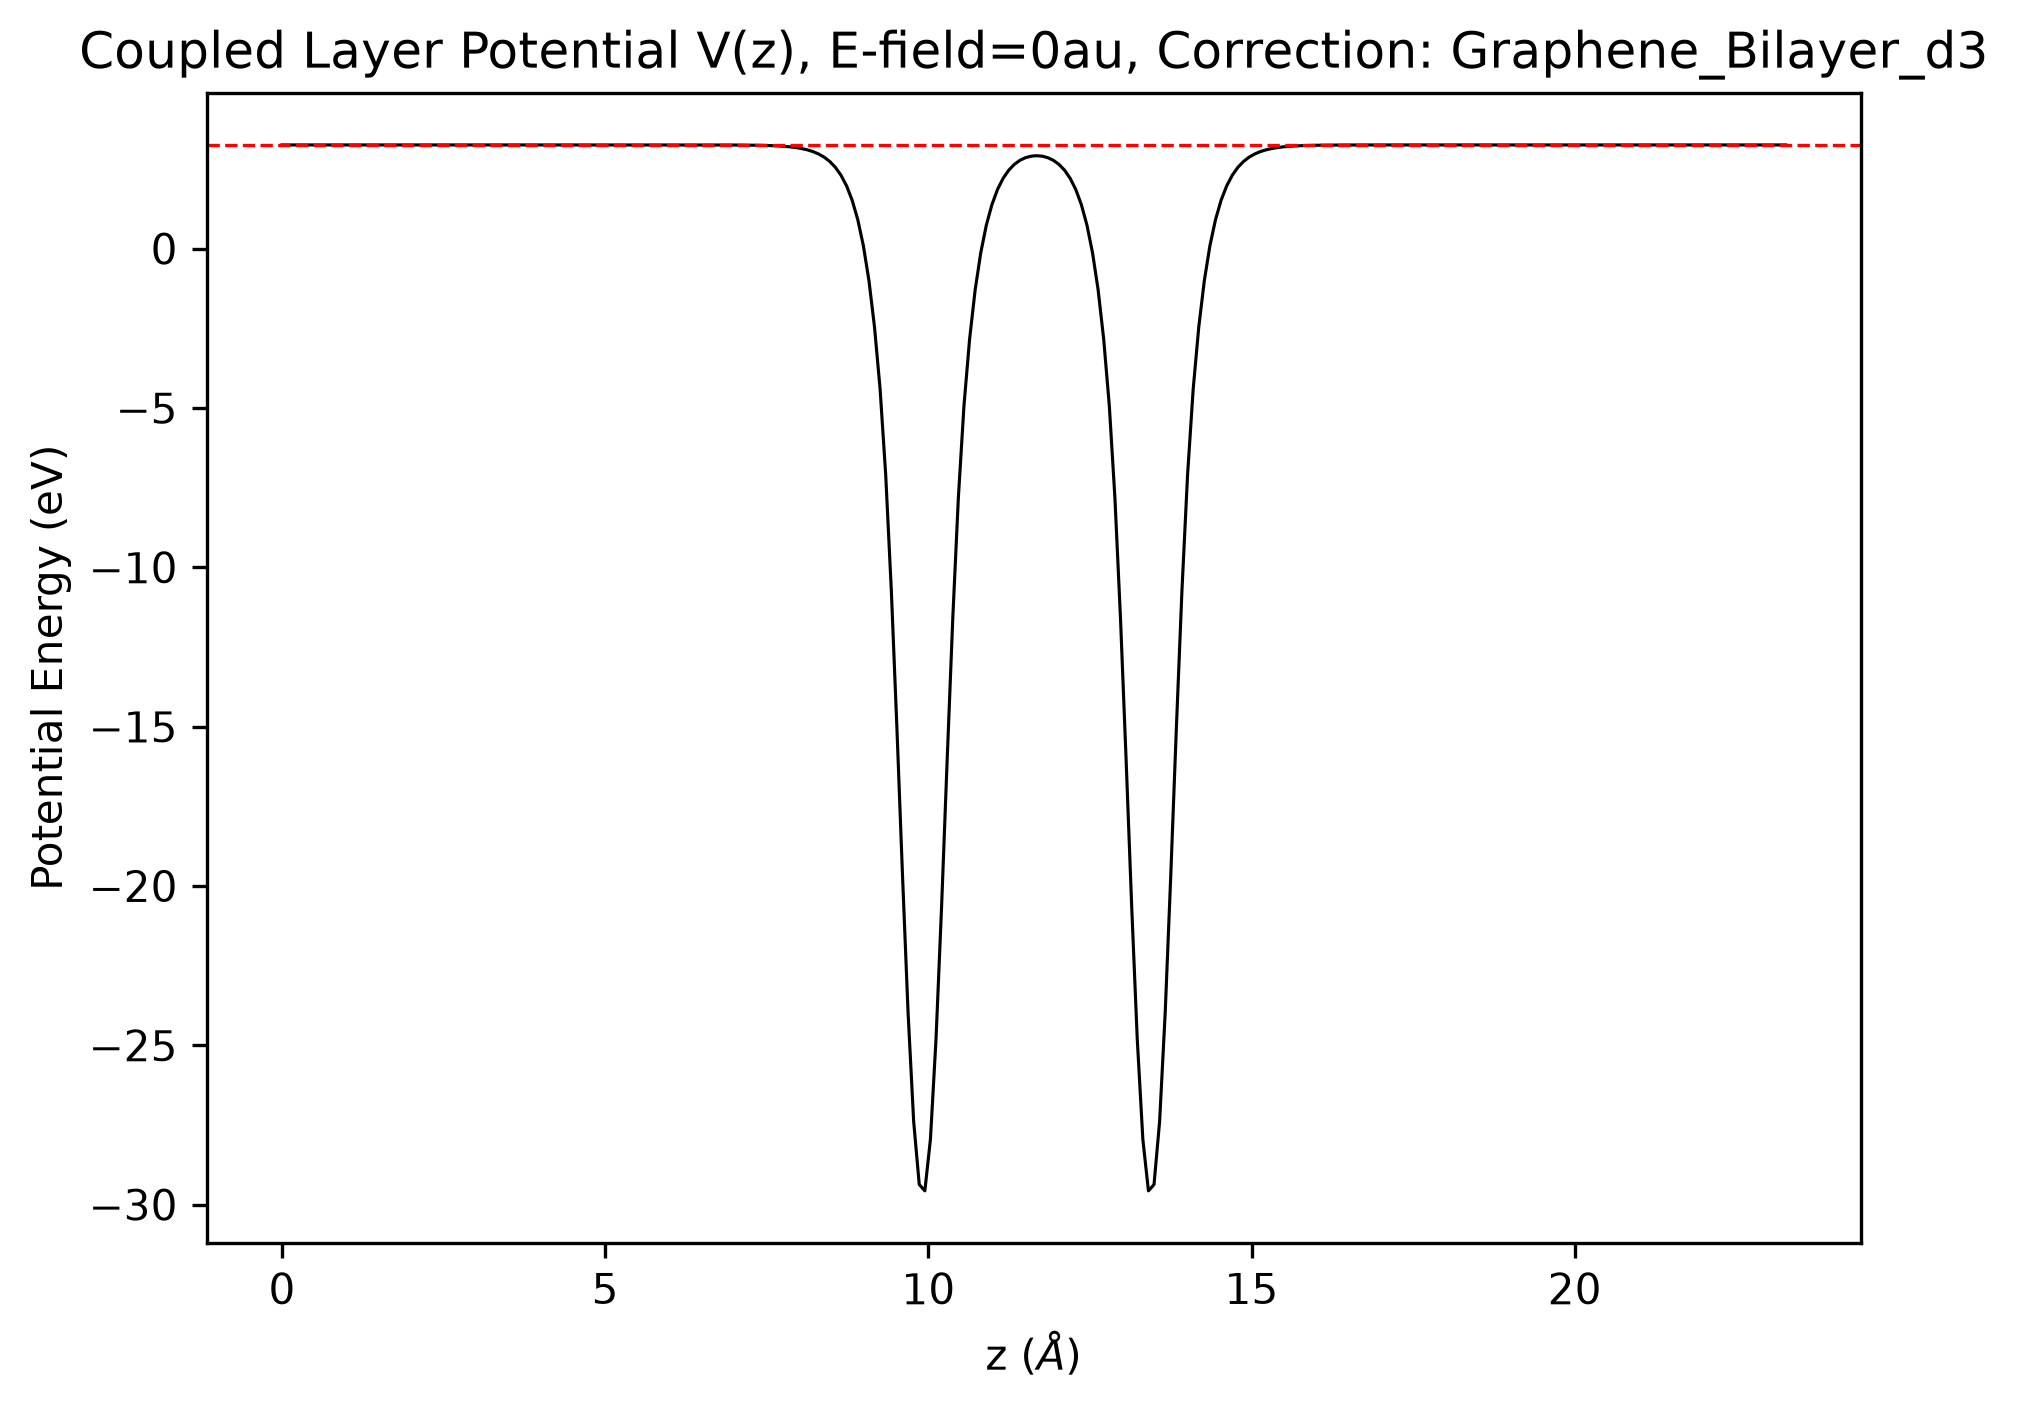 Coupled Layer Potential V(z), E-field=0au, Correction: Graphene_Bilayer_d3
Potential Energy (eV)
0
−5
−10
−15
−20
−25
−30
0 5 10 15 20
z (Å)